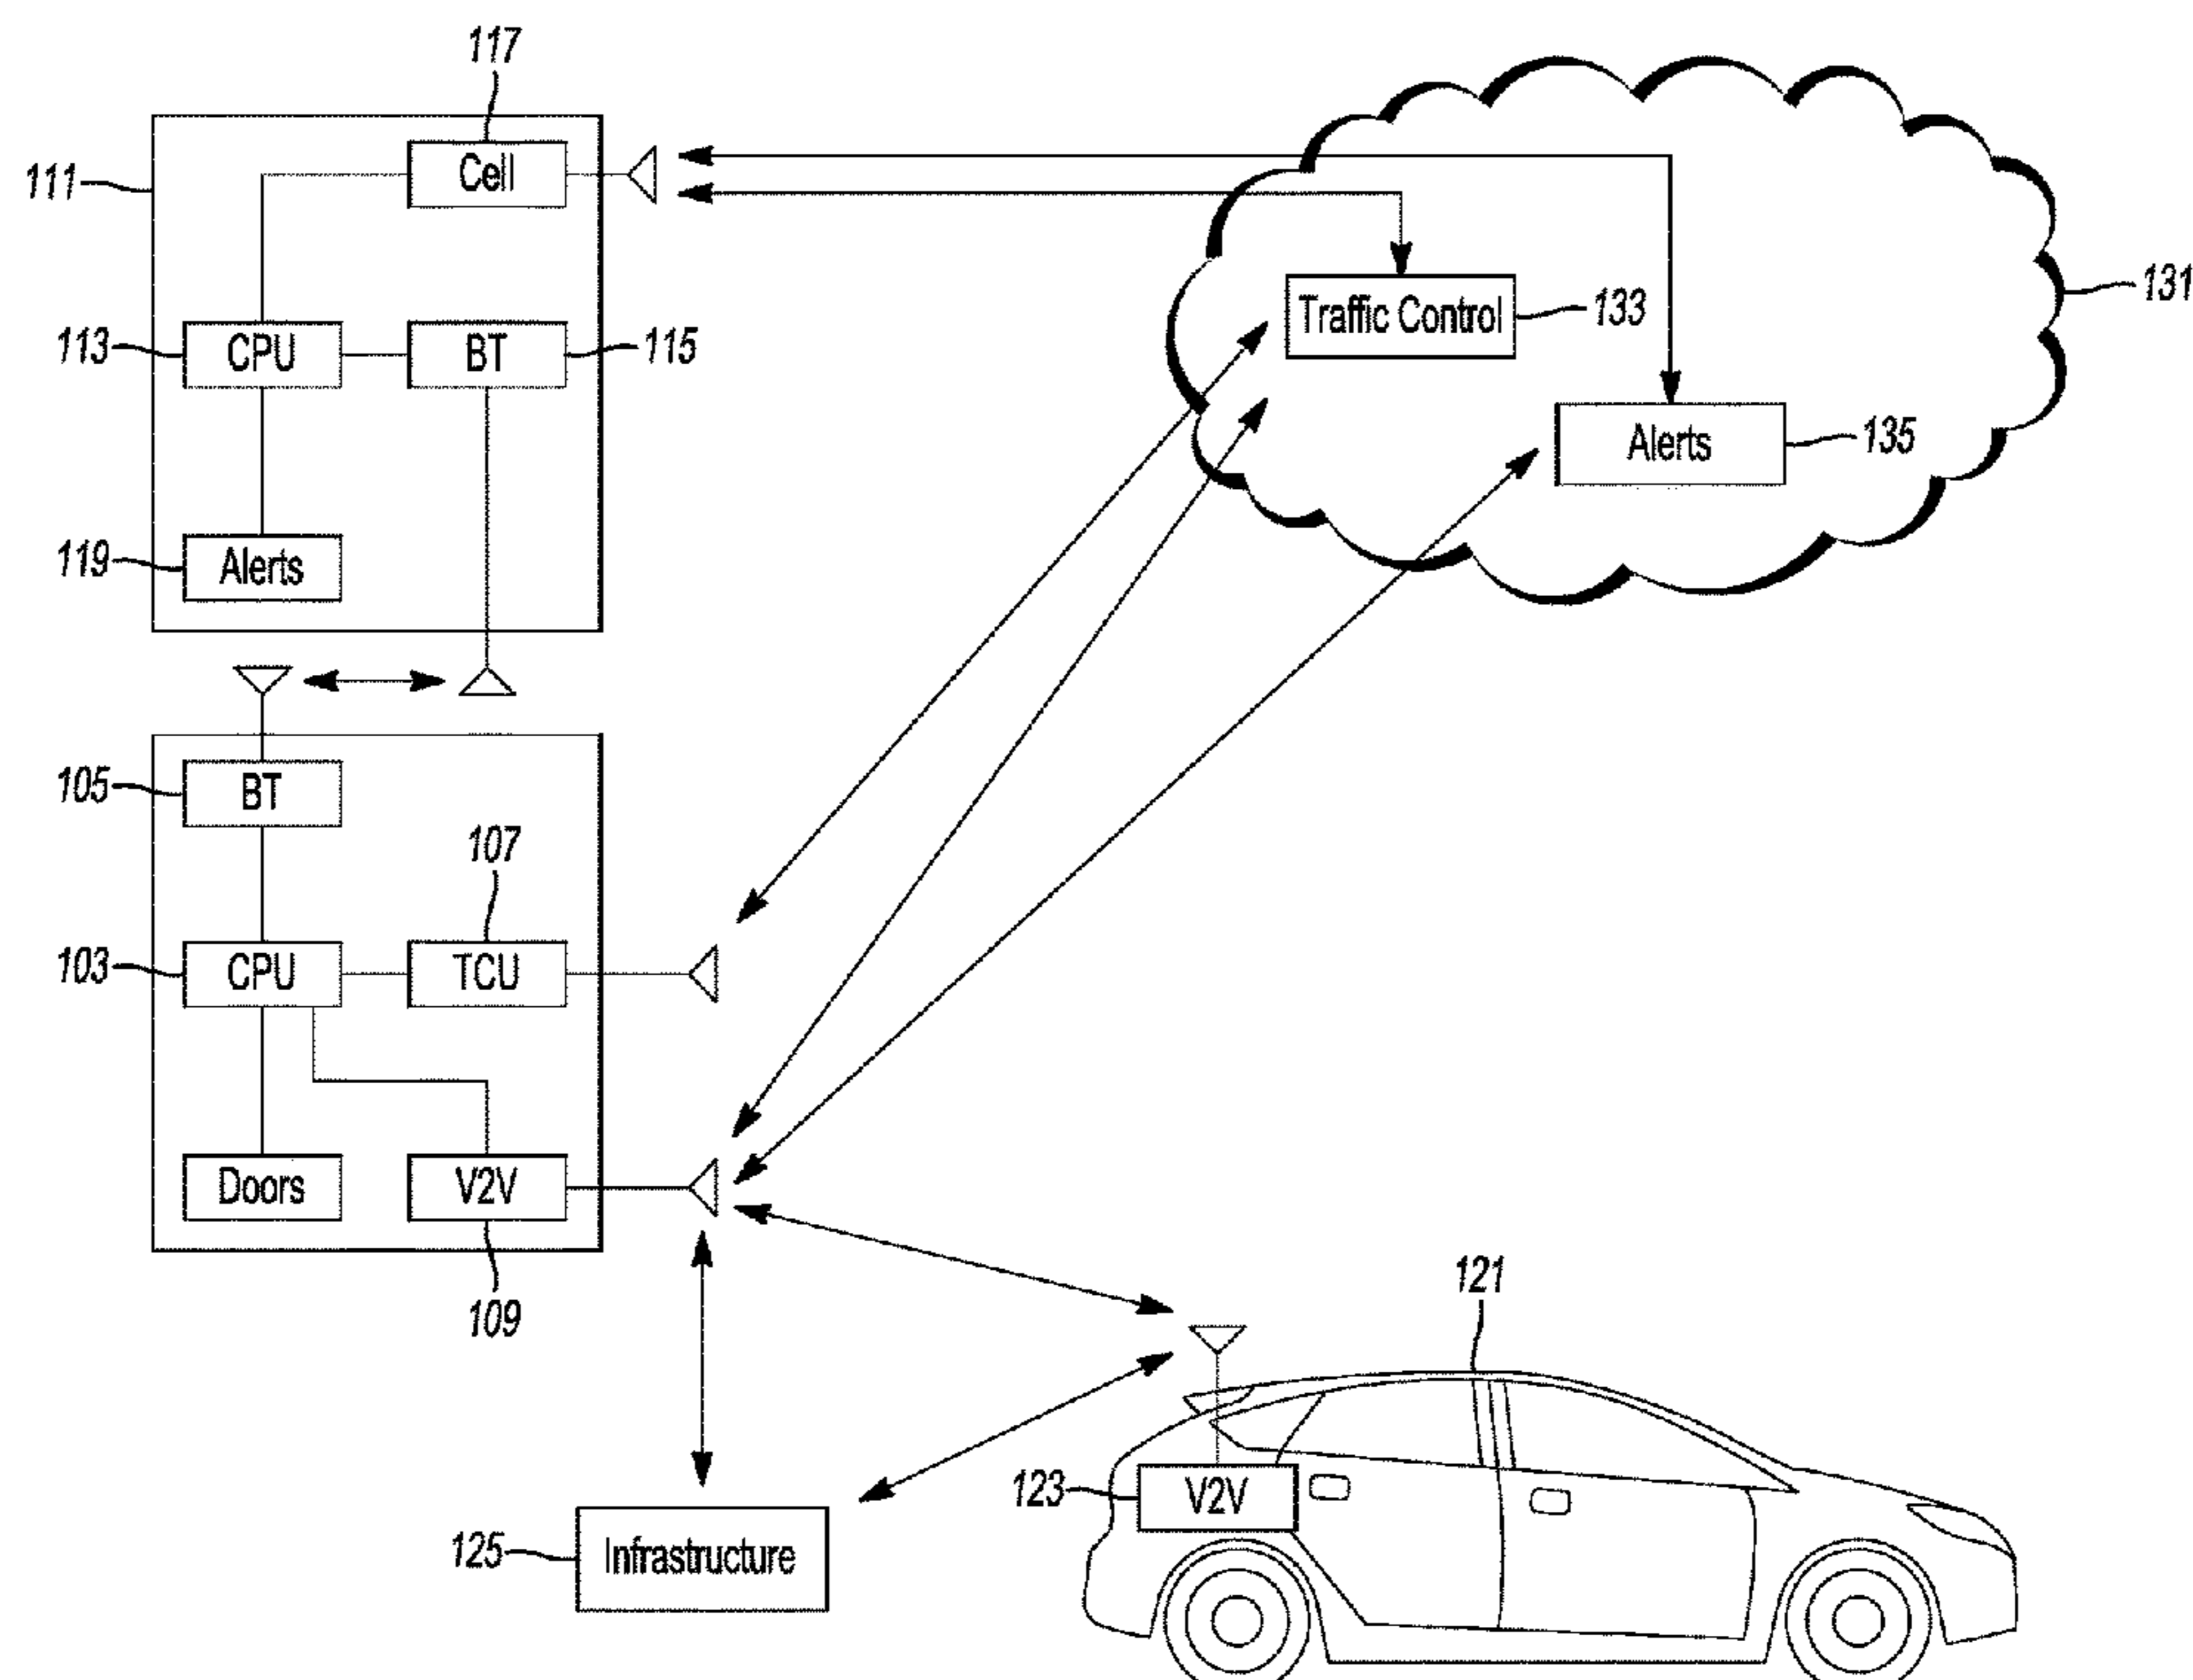 117
Cell
111
131
Traffic Control
133
113
CPU
BT
115
Alerts
135
119
Alerts
105
BT
107
103
CPU
TCU
Doors
V2V
109
121
123
V2V
125
Infrastructure